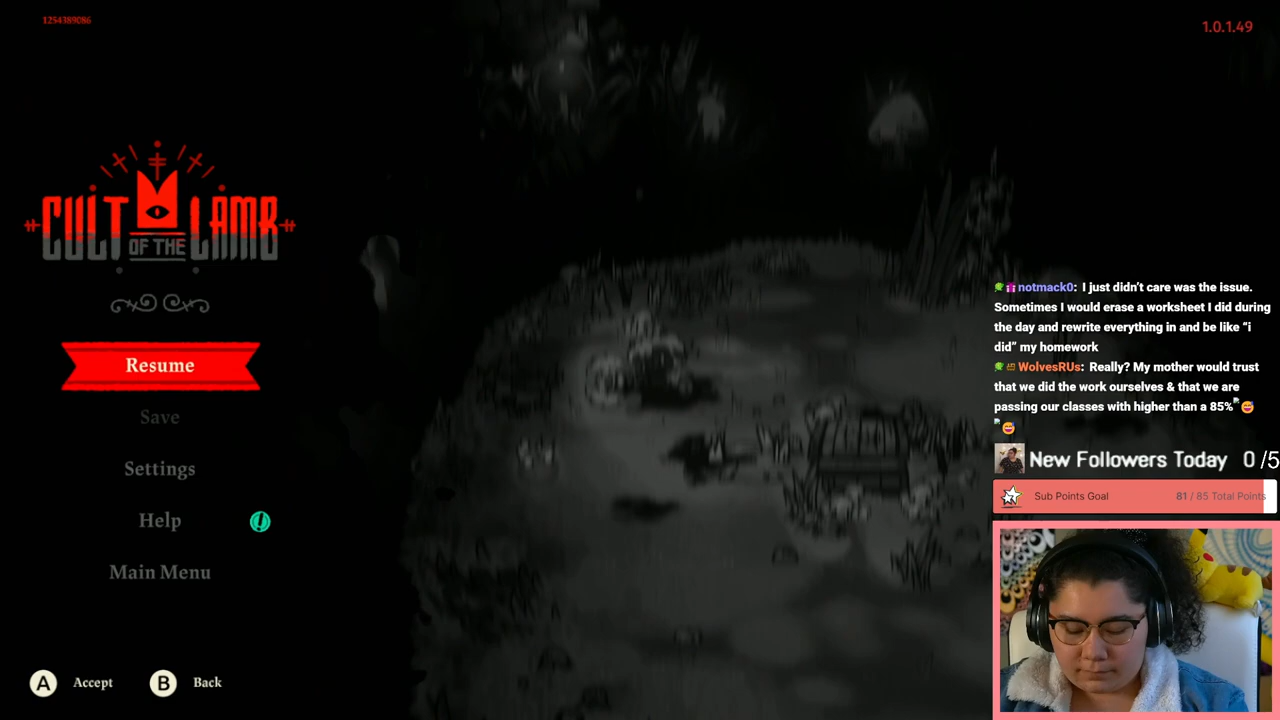 1254389086
1.0.1.49
CULT OF THE LAMB
Resume
Save
Settings
Help
Main Menu
A Accept B Back
notmack0: I just didn’t care was the issue.
Sometimes I would erase a worksheet I did during
the day and rewrite everything in and be like “i
did” my homework
WolvesRUs: Really? My mother would trust
that we did the work ourselves & that we are
passing our classes with higher than a 85%
New Followers Today 0 /5
Sub Points Goal 81 / 85 Total Points